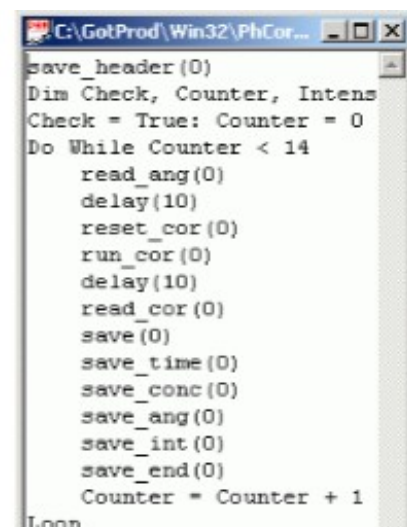 C:\GotProd\Win32\PhCor...
save_header(0)
Dim Check, Counter, Intens
Check = True: Counter = 0
Do While Counter < 14
    read_ang(0)
    delay(10)
    reset_cor(0)
    run_cor(0)
    delay(10)
    read_cor(0)
    save(0)
    save_time(0)
    save_conc(0)
    save_ang(0)
    save_int(0)
    save_end(0)
    Counter = Counter + 1
Loop